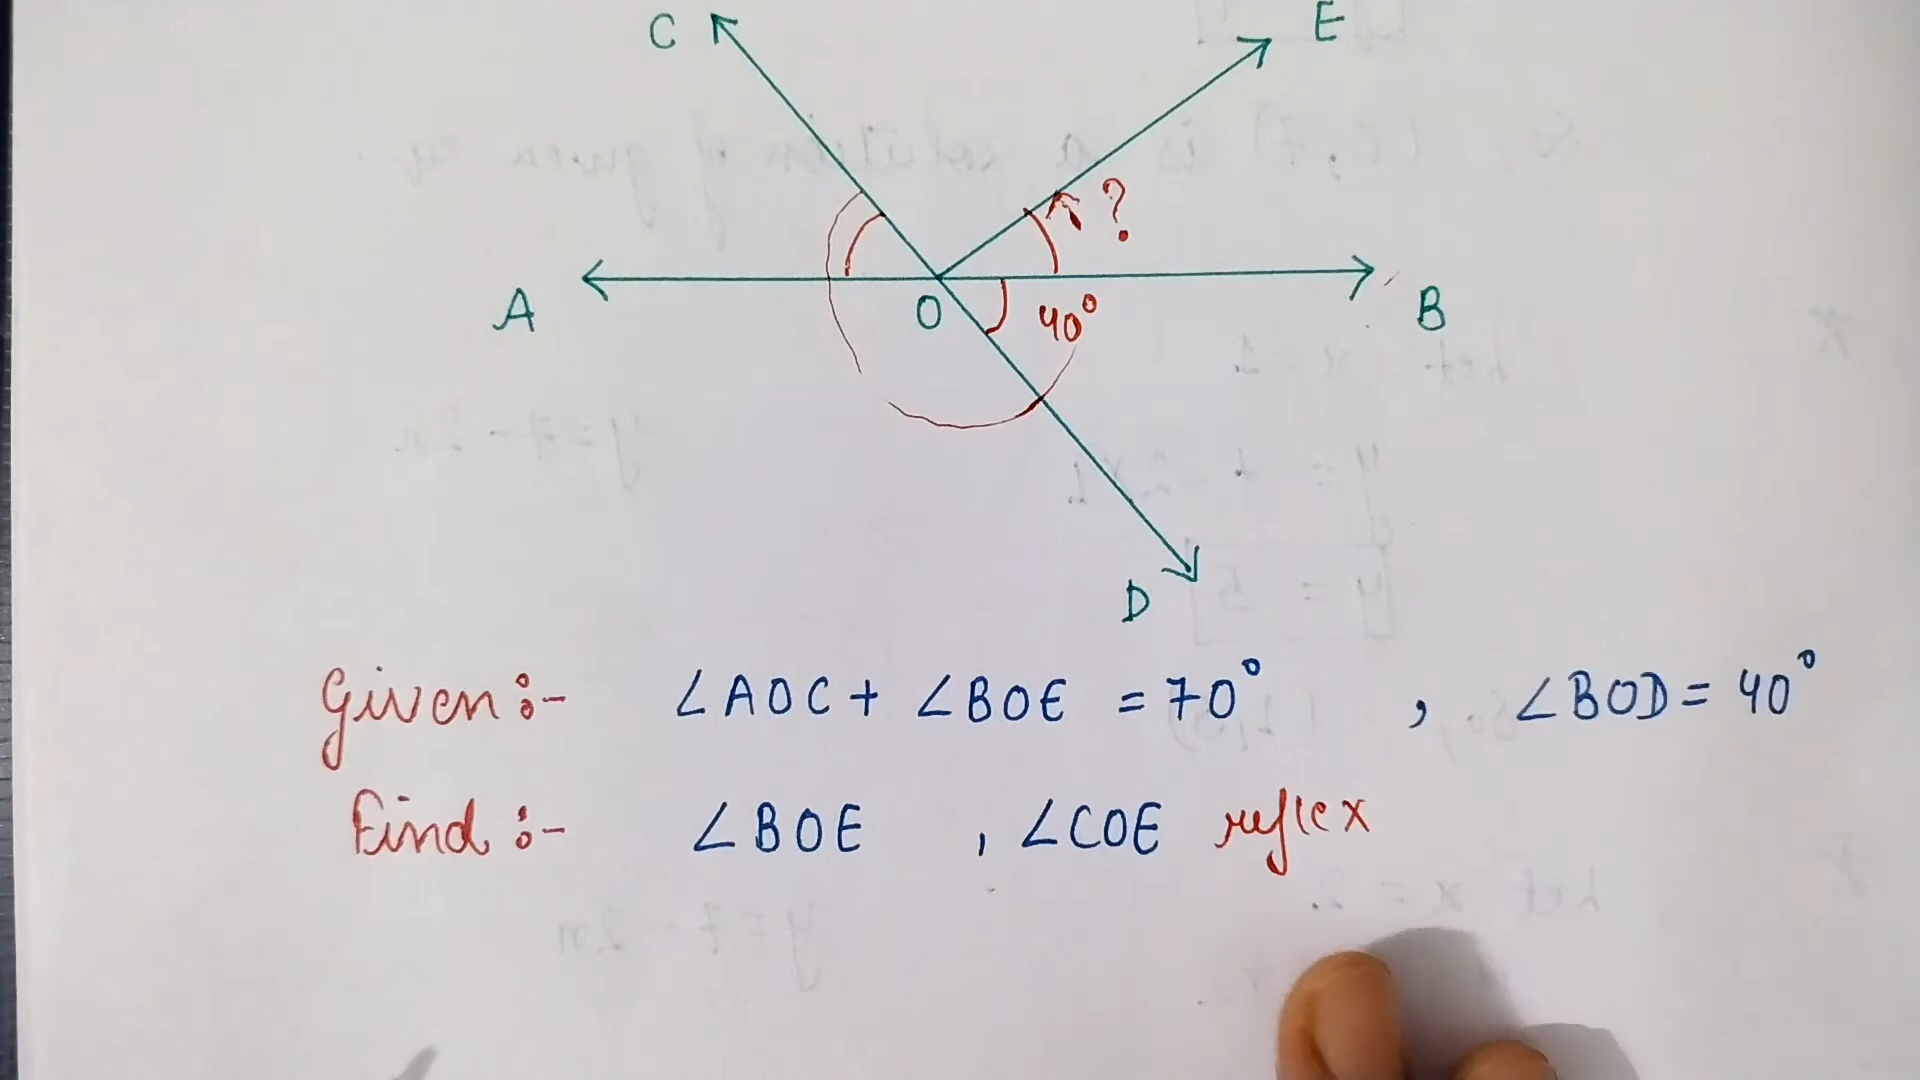 C E
?
A O 40° B
D
Given :- ∠AOC + ∠BOE = 70° , ∠BOD = 40°
Find :- ∠BOE , ∠COE reflex